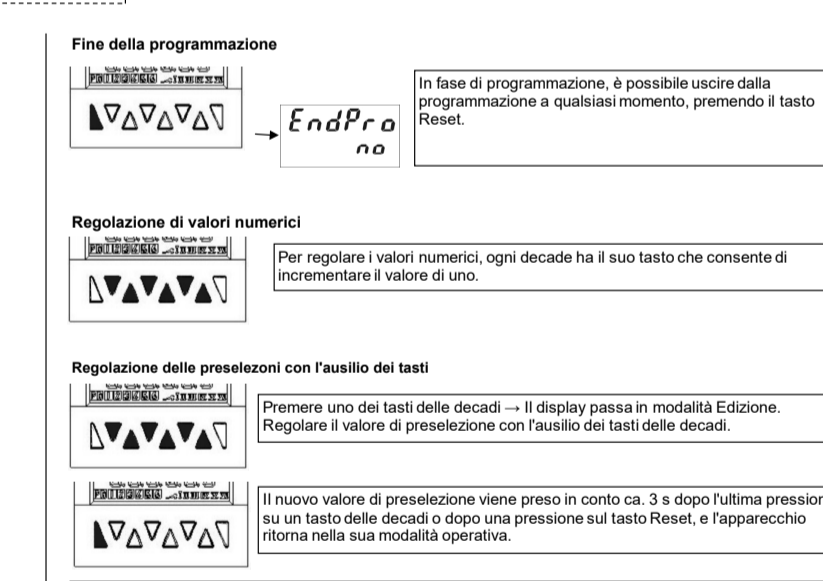 Fine della programmazione
EndPro
no
In fase di programmazione, è possibile uscire dalla
programmazione a qualsiasi momento, premendo il tasto
Reset.
Regolazione di valori numerici
Per regolare i valori numerici, ogni decade ha il suo tasto che consente di
incrementare il valore di uno.
Regolazione delle preselezoni con l'ausilio dei tasti
Premere uno dei tasti delle decadi → Il display passa in modalità Edizione.
Regolare il valore di preselezione con l'ausilio dei tasti delle decadi.
Il nuovo valore di preselezione viene preso in conto ca. 3 s dopo l'ultima pression
su un tasto delle decadi o dopo una pressione sul tasto Reset, e l'apparecchio
ritorna nella sua modalità operativa.